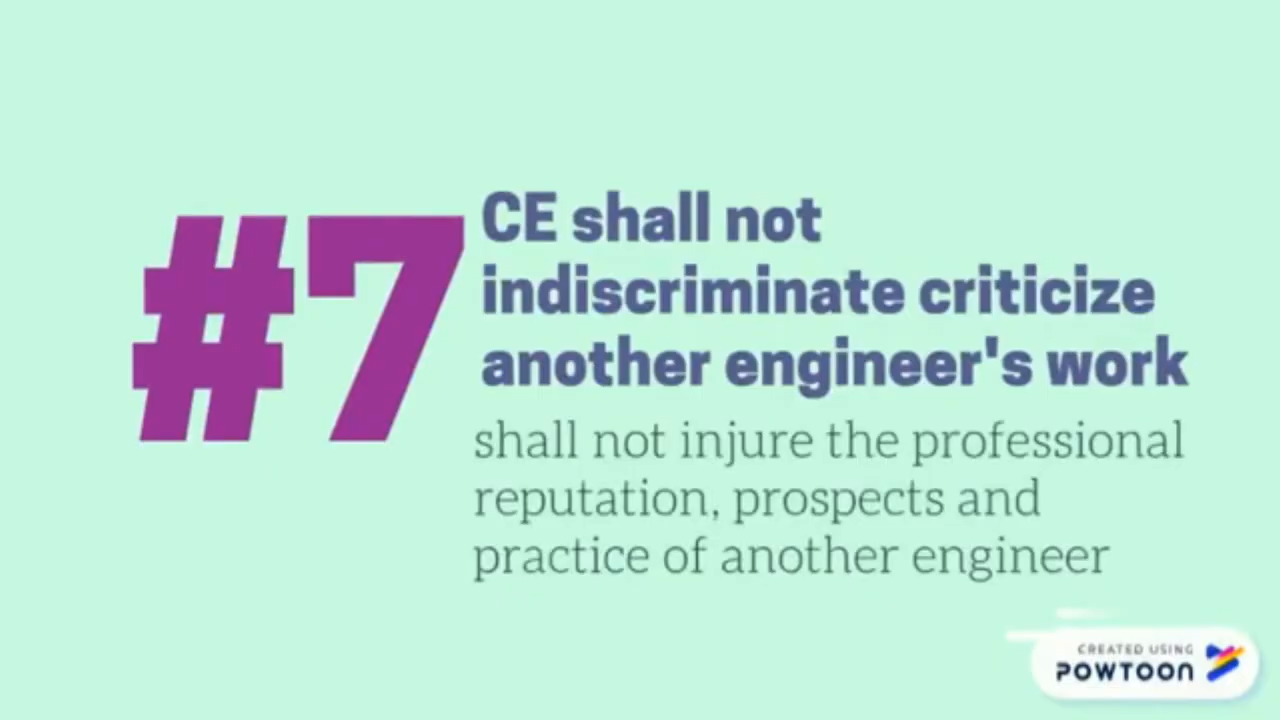 #7
CE shall not
indiscriminate criticize
another engineer's work
shall not injure the professional
reputation, prospects and
practice of another engineer
CREATED USING
POWTOON